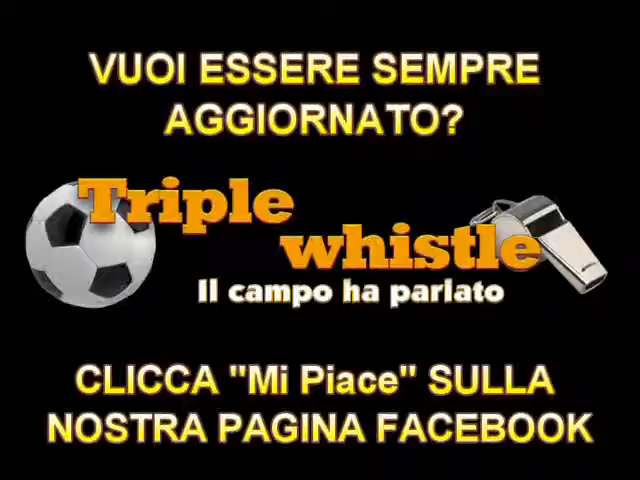 VUOI ESSERE SEMPRE
AGGIORNATO?
Triple
whistle
Il campo ha parlato
CLICCA "Mi Piace" SULLA
NOSTRA PAGINA FACEBOOK